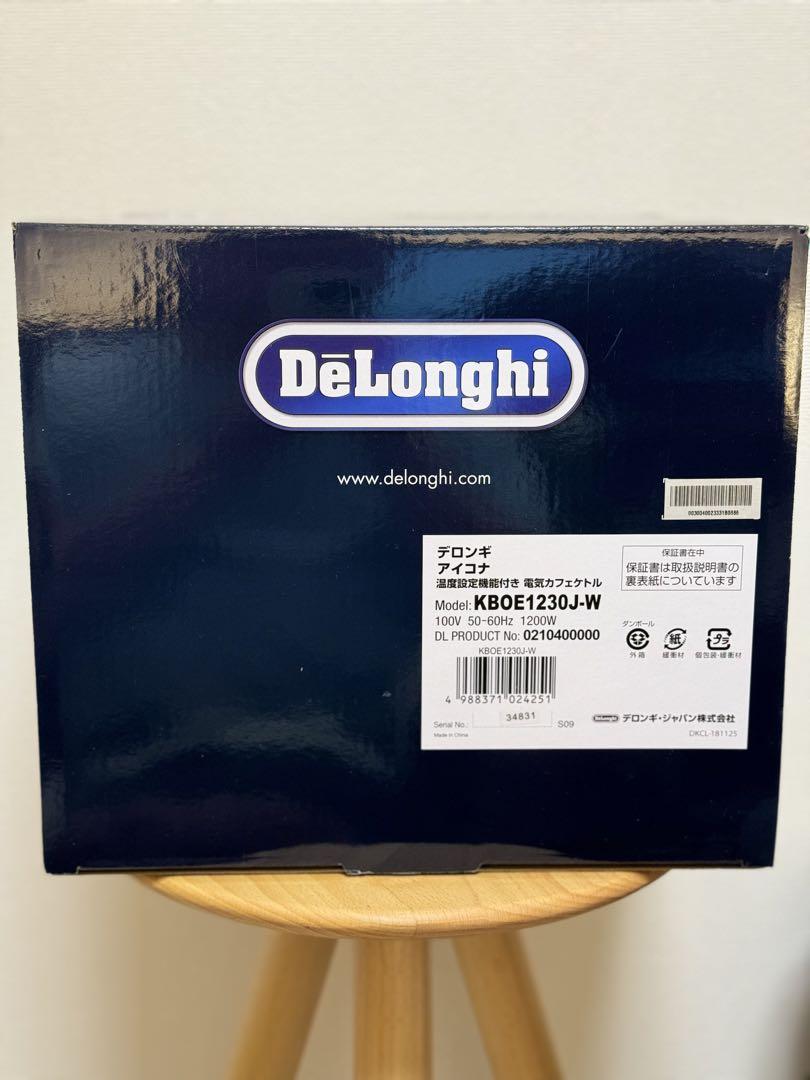 DēLonghi
www.delonghi.com
デロンギ
アイコナ
温度設定機能付き 電気カフェケトル
Model: KBOE1230J-W
100V 50-60Hz 1200W
DL PRODUCT No: 0210400000
KBOE1230J-W
4 988371 024251
Serial No.: 34831 S09
Made in China
保証書在中
保証書は取扱説明書の
裏表紙についています
ダンボール
紙
プラ
外箱
緩衝材
個包装・緩衝材
DēLonghi デロンギ・ジャパン株式会社
DKCL-181125